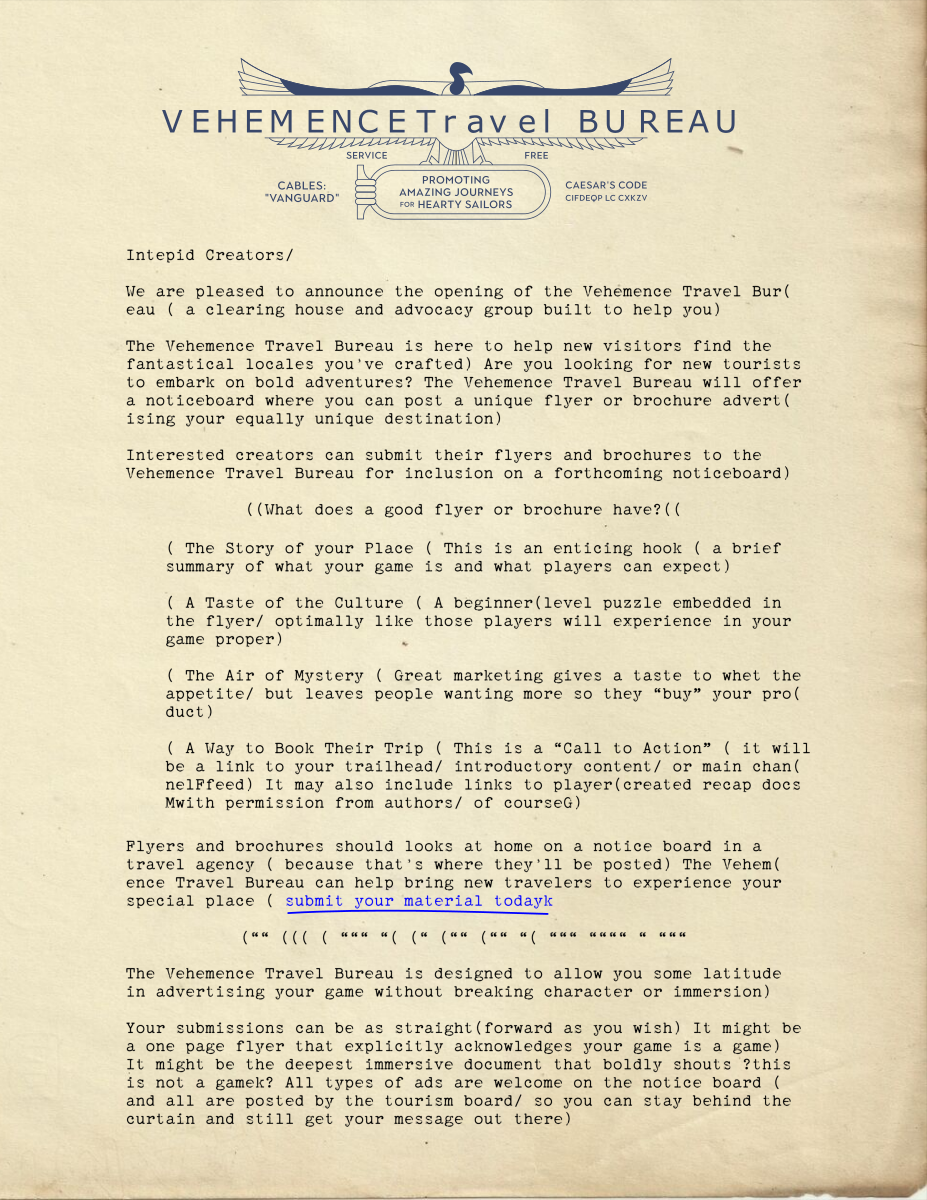 VEHEMENCETravel BUREAU
SERVICE FREE
CABLES:
"VANGUARD"
PROMOTING
AMAZING JOURNEYS
FOR HEARTY SAILORS
CAESAR'S CODE
CIFDEQP LC CXKZV
Intepid Creators/
We are pleased to announce the opening of the Vehemence Travel Bur(
eau ( a clearing house and advocacy group built to help you)
The Vehemence Travel Bureau is here to help new visitors find the
fantastical locales you've crafted) Are you looking for new tourists
to embark on bold adventures? The Vehemence Travel Bureau will offer
a noticeboard where you can post a unique flyer or brochure advert(
ising your equally unique destination)
Interested creators can submit their flyers and brochures to the
Vehemence Travel Bureau for inclusion on a forthcoming noticeboard)
((What does a good flyer or brochure have?((
( The Story of your Place ( This is an enticing hook ( a brief
summary of what your game is and what players can expect)
( A Taste of the Culture ( A beginner(level puzzle embedded in
the flyer/ optimally like those players will experience in your
game proper)
( The Air of Mystery ( Great marketing gives a taste to whet the
appetite/ but leaves people wanting more so they “buy” your pro(
duct)
( A Way to Book Their Trip ( This is a “Call to Action” ( it will
be a link to your trailhead/ introductory content/ or main chan(
nelFfeed) It may also include links to player(created recap docs
Mwith permission from authors/ of courseG)
Flyers and brochures should looks at home on a notice board in a
travel agency ( because that's where they'll be posted) The Vehem(
ence Travel Bureau can help bring new travelers to experience your
special place ( submit your material todayk
(““ ((( ( “““ “( (“ (““ (““ “( “““ ““““ “ “““
The Vehemence Travel Bureau is designed to allow you some latitude
in advertising your game without breaking character or immersion)
Your submissions can be as straight(forward as you wish) It might be
a one page flyer that explicitly acknowledges your game is a game)
It might be the deepest immersive document that boldly shouts ?this
is not a gamek? All types of ads are welcome on the notice board (
and all are posted by the tourism board/ so you can stay behind the
curtain and still get your message out there)